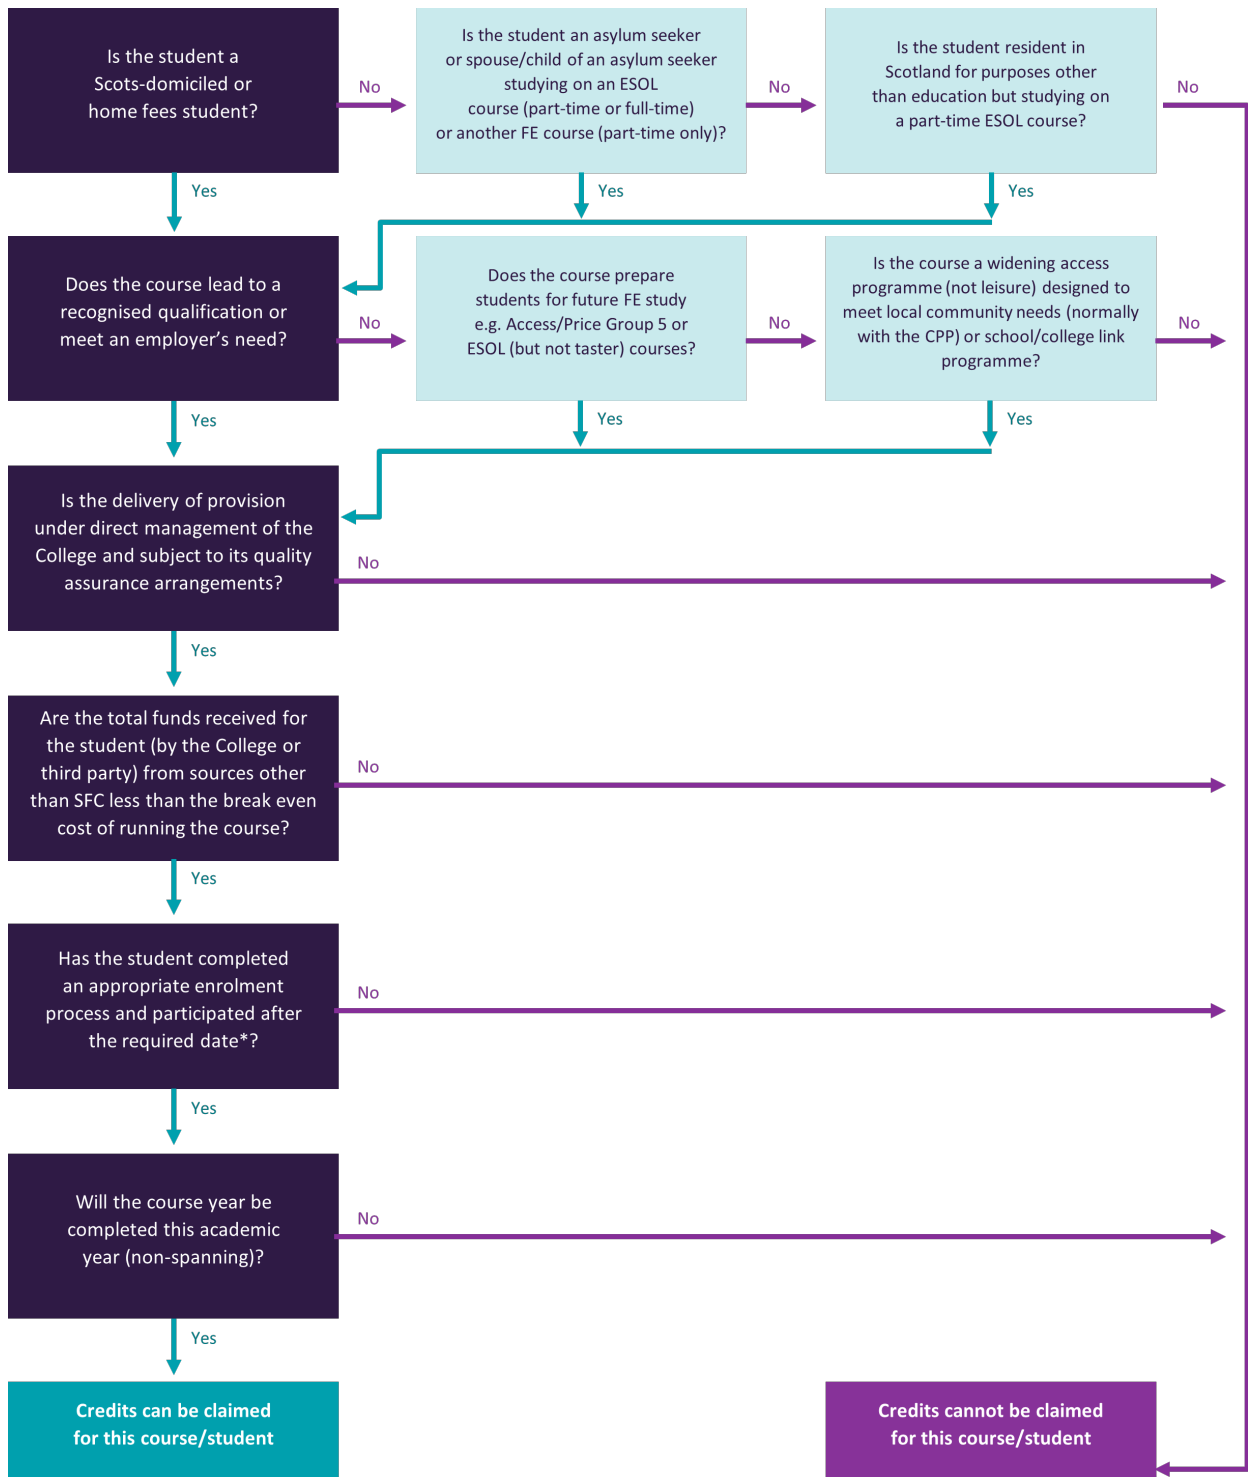 Is the student a
Scots-domiciled or
home fees student?
No
Is the student an asylum seeker
or spouse/child of an asylum seeker
studying on an ESOL
course (part-time or full-time)
or another FE course (part-time only)?
No
Is the student resident in
Scotland for purposes other
than education but studying on
a part-time ESOL course?
No
Yes
Yes
Yes
Does the course lead to a
recognised qualification or
meet an employer's need?
No
Does the course prepare
students for future FE study
e.g. Access/Price Group 5 or
ESOL (but not taster) courses?
No
Is the course a widening access
programme (not leisure) designed to
meet local community needs (normally
with the CPP) or school/college link
programme?
No
Yes
Yes
Yes
Is the delivery of provision
under direct management of the
College and subject to its quality
assurance arrangements?
No
Yes
Are the total funds received for
the student (by the College or
third party) from sources other
than SFC less than the break even
cost of running the course?
No
Yes
Has the student completed
an appropriate enrolment
process and participated after
the required date*?
No
Yes
Will the course year be
completed this academic
year (non-spanning)?
No
Yes
Credits can be claimed
for this course/student
Credits cannot be claimed
for this course/student